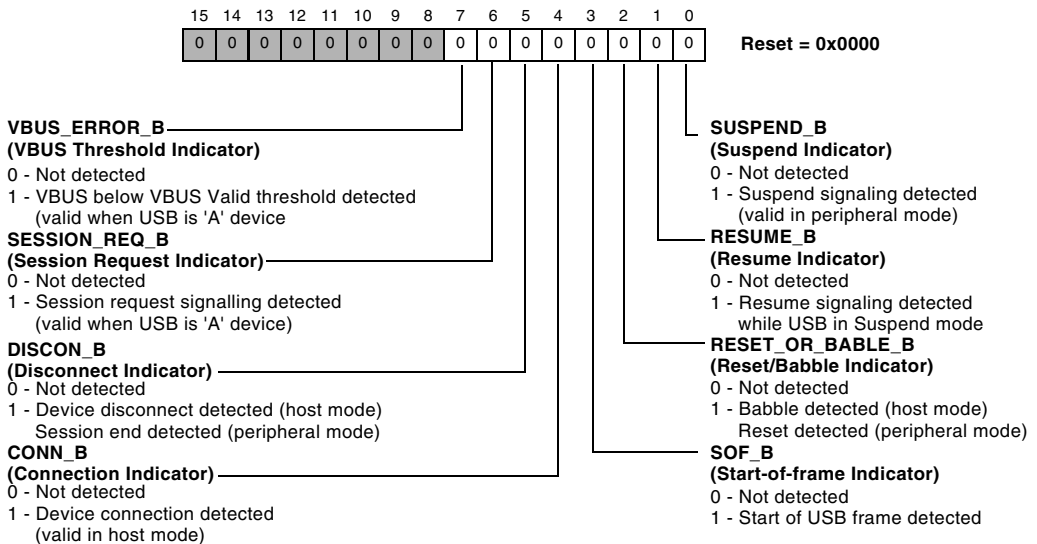 15 14 13 12 11 10 9 8 7 6 5 4 3 2 1 0
0 0 0 0 0 0 0 0 0 0 0 0 0 0 0 0
Reset = 0x0000
VBUS_ERROR_B
(VBUS Threshold Indicator)
0 - Not detected
1 - VBUS below VBUS Valid threshold detected
(valid when USB is 'A' device
SESSION_REQ_B
(Session Request Indicator)
0 - Not detected
1 - Session request signalling detected
(valid when USB is 'A' device)
DISCON_B
(Disconnect Indicator)
0 - Not detected
1 - Device disconnect detected (host mode)
Session end detected (peripheral mode)
CONN_B
(Connection Indicator)
0 - Not detected
1 - Device connection detected
(valid in host mode)
SUSPEND_B
(Suspend Indicator)
0 - Not detected
1 - Suspend signaling detected
(valid in peripheral mode)
RESUME_B
(Resume Indicator)
0 - Not detected
1 - Resume signaling detected
while USB in Suspend mode
RESET_OR_BABLE_B
(Reset/Babble Indicator)
0 - Not detected
1 - Babble detected (host mode)
Reset detected (peripheral mode)
SOF_B
(Start-of-frame Indicator)
0 - Not detected
1 - Start of USB frame detected